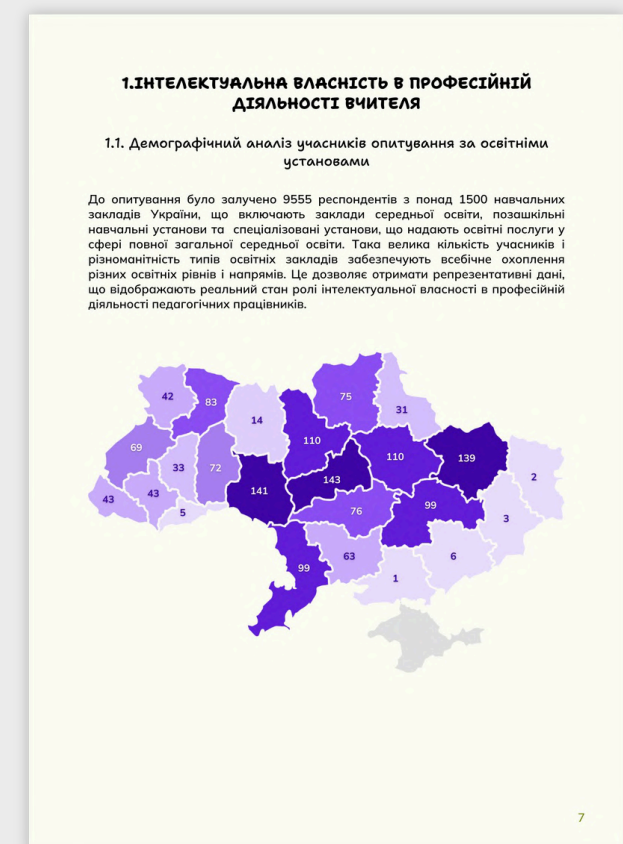 1.ІНТЕЛЕКТУАЛЬНА ВЛАСНІСТЬ В ПРОФЕСІЙНІЙ
ДІЯЛЬНОСТІ ВЧИТЕЛЯ
1.1. Демографічний аналіз учасників опитування за освітніми
установами
До опитування було залучено 9555 респондентів з понад 1500 навчальних
закладів України, що включають заклади середньої освіти, позашкільні
навчальні установи та спеціалізовані установи, що надають освітні послуги у
сфері повної загальної середньої освіти. Така велика кількість учасників і
різноманітність типів освітніх закладів забезпечують всебічне охоплення
різних освітніх рівнів і напрямів. Це дозволяє отримати репрезентативні дані,
що відображають реальний стан ролі інтелектуальної власності в професійній
діяльності педагогічних працівників.
42
83
14
75
31
69
33
72
110
110
139
2
43
43
5
141
143
76
99
3
99
63
1
6
7